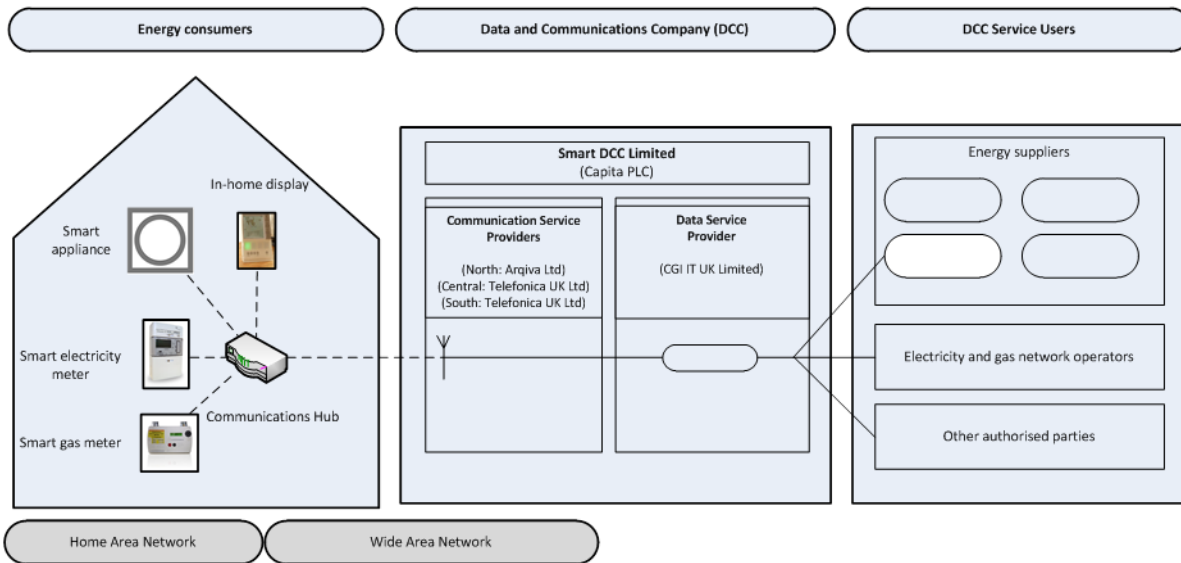 Energy consumers
Data and Communications Company (DCC)
DCC Service Users
In-home display
Smart
appliance
Smart electricity
meter
Communications Hub
Smart gas meter
Smart DCC Limited
(Capita PLC)
Communication Service
Providers
(North: Arqiva Ltd)
(Central: Telefonica UK Ltd)
(South: Telefonica UK Ltd)
Data Service
Provider
(CGI IT UK Limited)
Energy suppliers
Electricity and gas network operators
Other authorised parties
Home Area Network
Wide Area Network